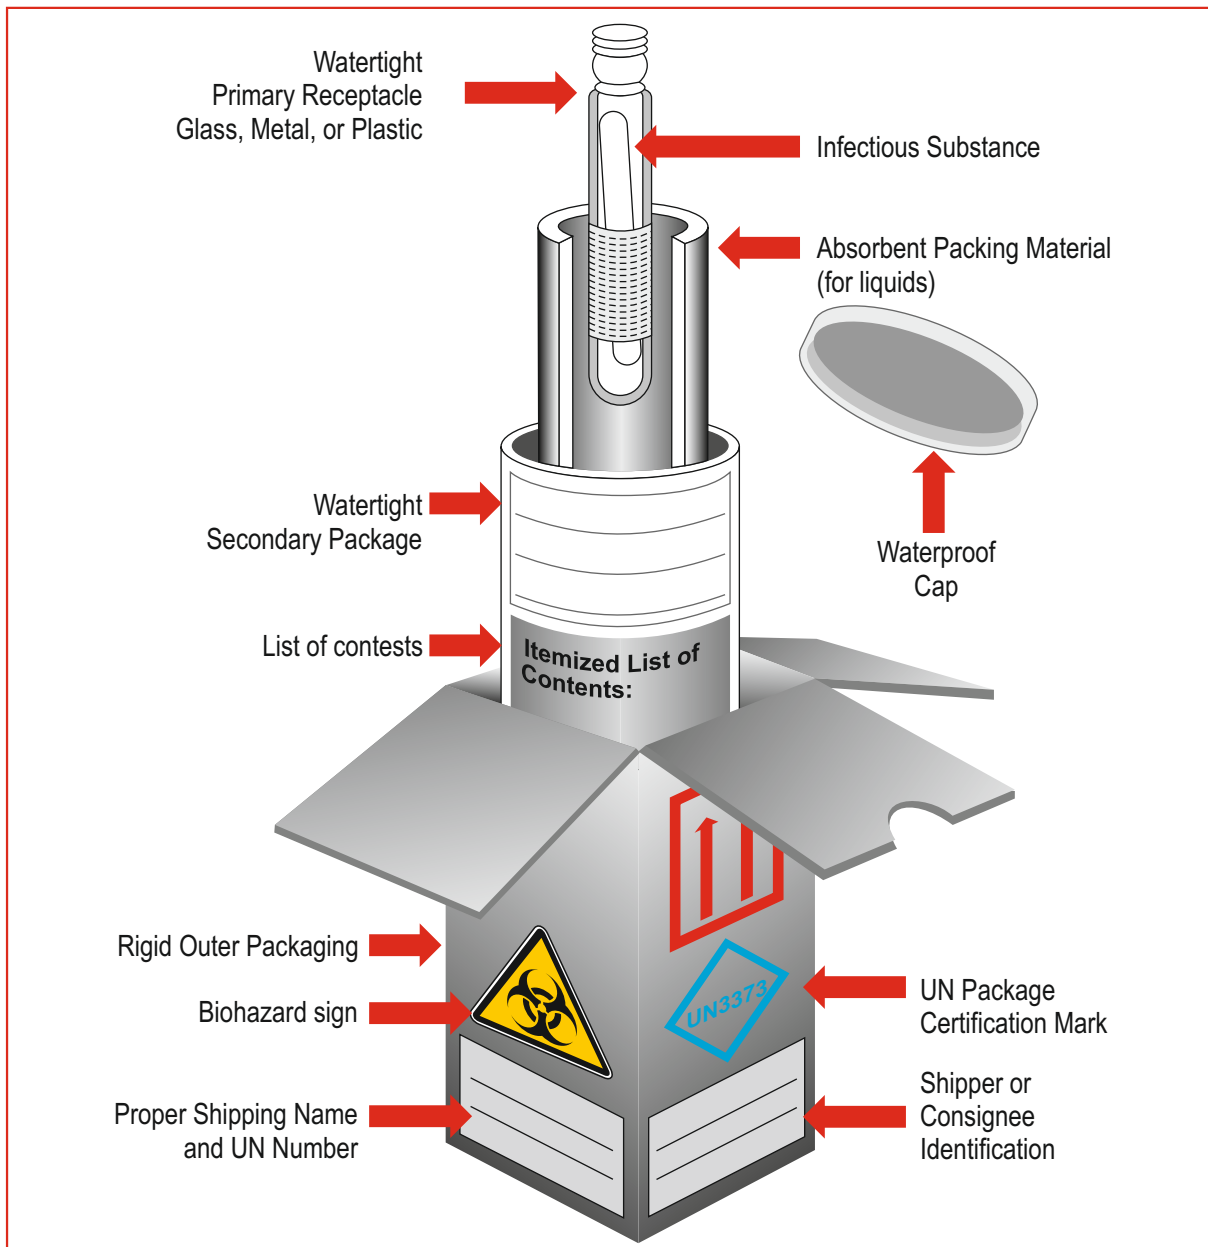 Watertight
Primary Receptacle
Glass, Metal, or Plastic
Infectious Substance
Absorbent Packing Material
(for liquids)
Watertight
Secondary Package
Waterproof
Cap
List of contests
Itemized List of
Contents:
Rigid Outer Packaging
Biohazard sign
UN3373
UN Package
Certification Mark
Proper Shipping Name
and UN Number
Shipper or
Consignee
Identification